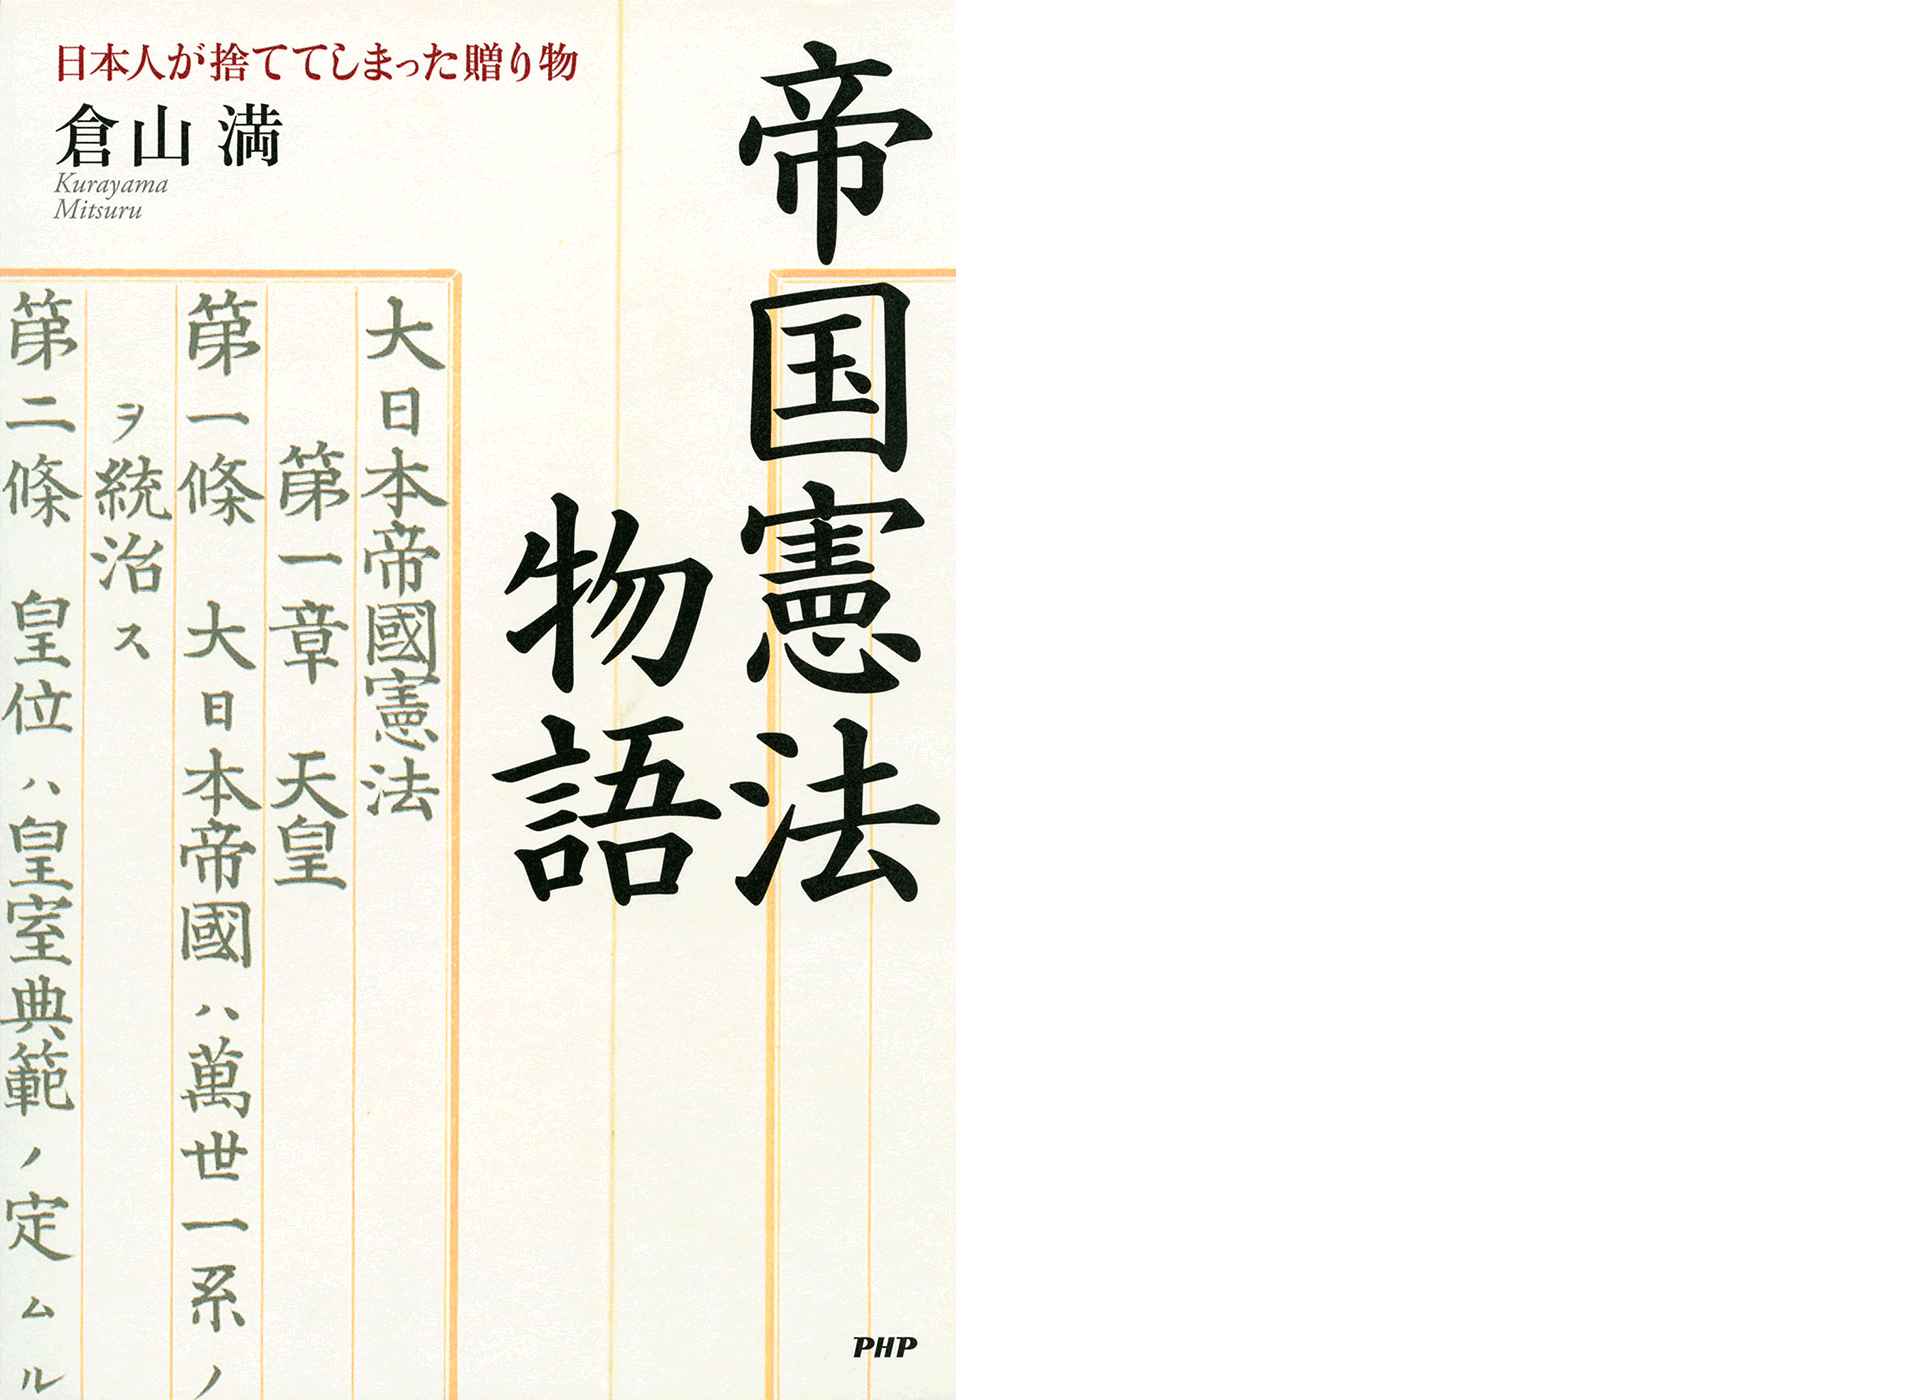 日本人が捨ててしまった贈り物
倉山 満
Kurayama
Mitsuru
帝国憲法
物語
大日本帝國憲法
第一章 天皇
第一條 大日本帝國ハ萬世一系ノ
ヲ統治ス
第二條 皇位ハ皇室典範ノ定ムル
PHP